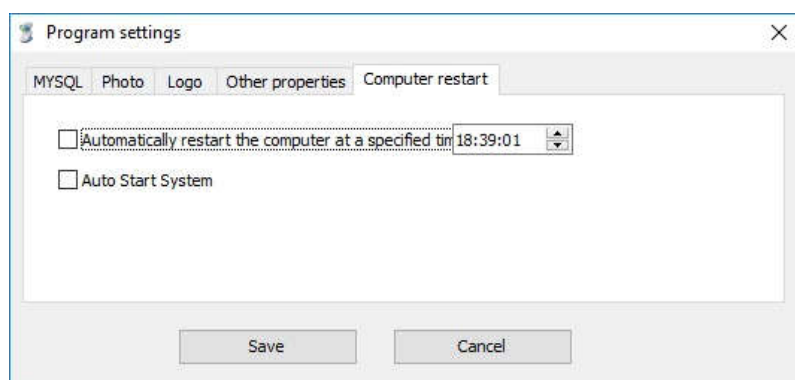 Program settings
MYSQL Photo Logo Other properties Computer restart
Automatically restart the computer at a specified tim 18:39:01
Auto Start System
Save Cancel